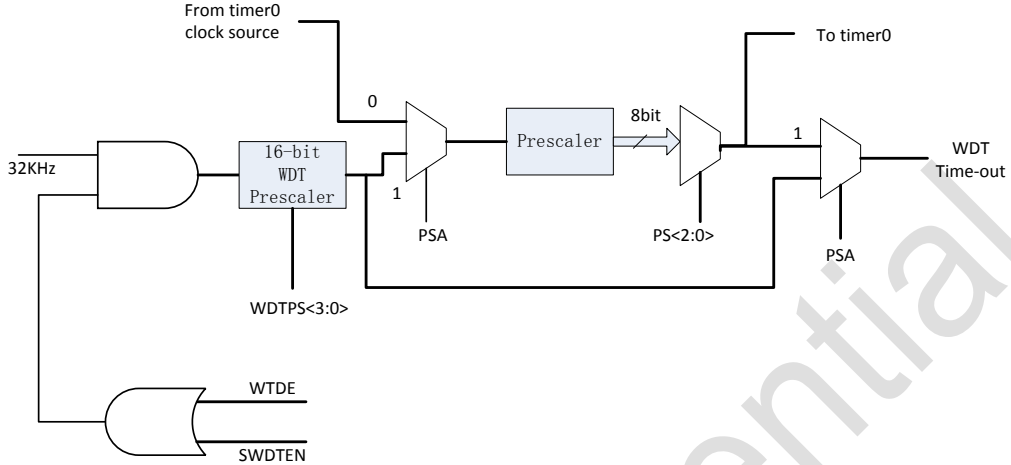 From timer0
clock source
To timer0
0
8bit
1
Prescaler
16-bit
WDT
Prescaler
WDT
Time-out
32KHz
1
PSA
PS<2:0>
PSA
WDTPS<3:0>
WTDE
SWDTEN
ential